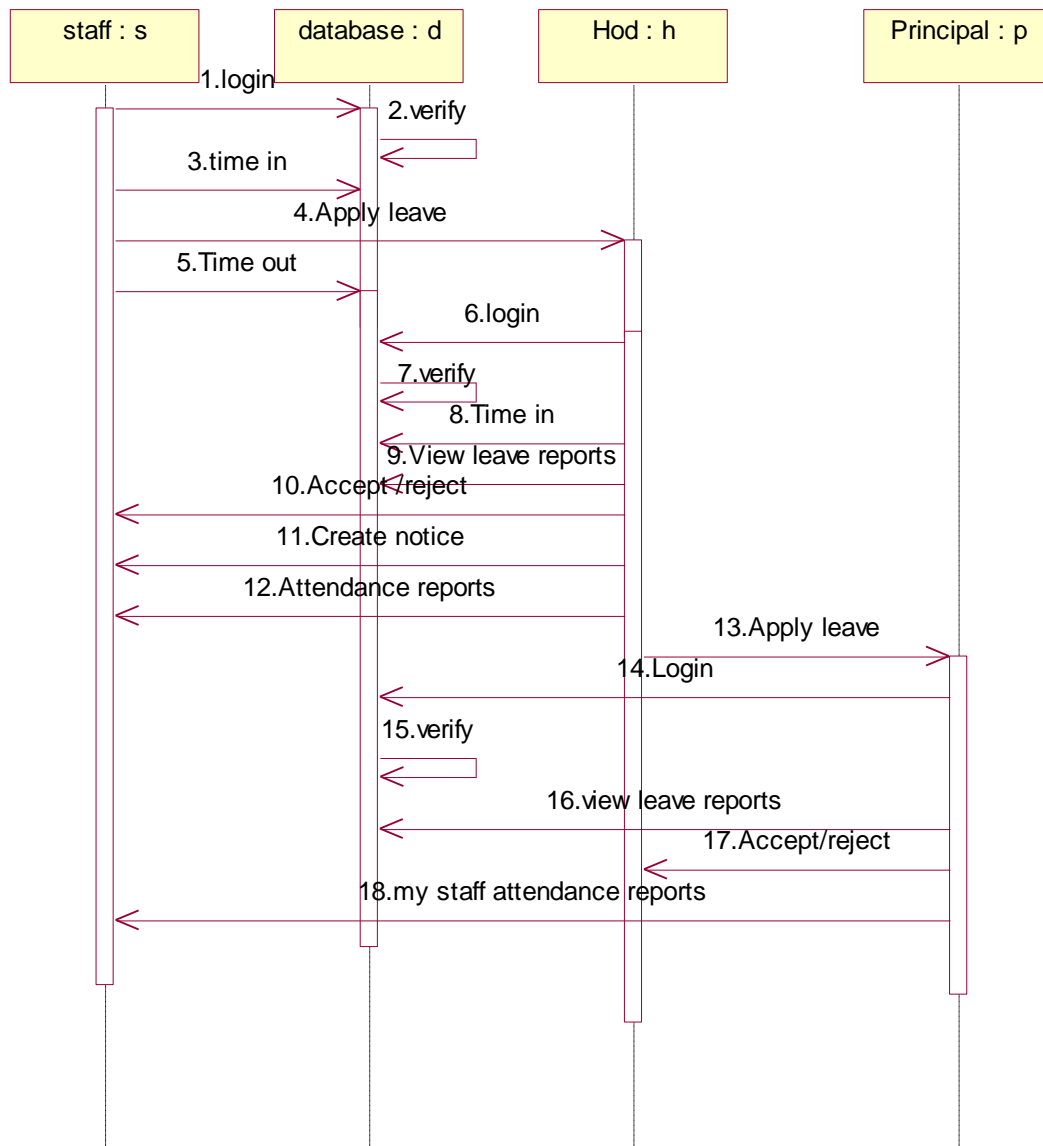 staff : s
database : d
Hod : h
Principal : p
1.login
2.verify
3.time in
4.Apply leave
5.Time out
6.login
7.verify
8.Time in
9.View leave reports
10.Accept /reject
11.Create notice
12.Attendance reports
13.Apply leave
14.Login
15.verify
16.view leave reports
17.Accept/reject
18.my staff attendance reports